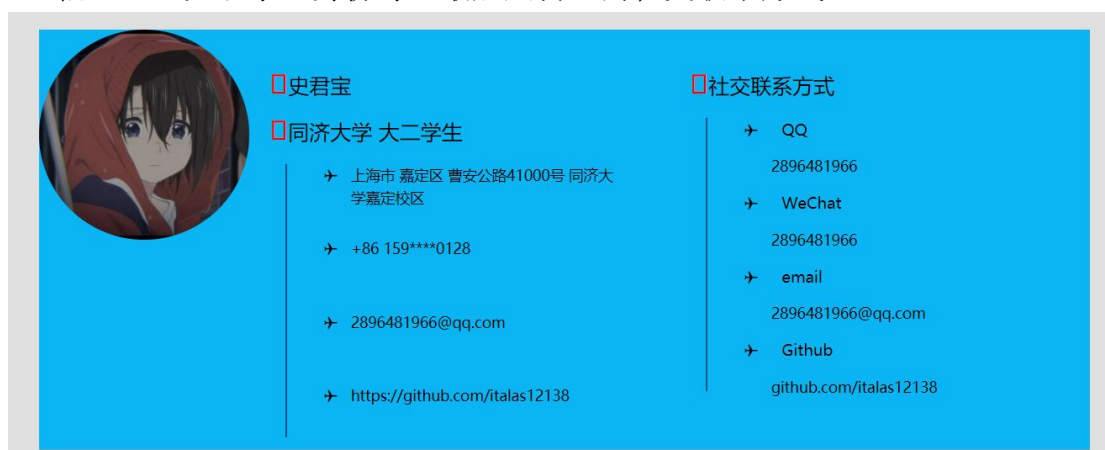 史君宝
同济大学 大二学生
上海市 嘉定区 曹安公路41000号 同济大
学嘉定校区
+86 159****0128
2896481966@qq.com
https://github.com/italas12138
社交联系方式
QQ
2896481966
WeChat
2896481966
email
2896481966@qq.com
Github
github.com/italas12138